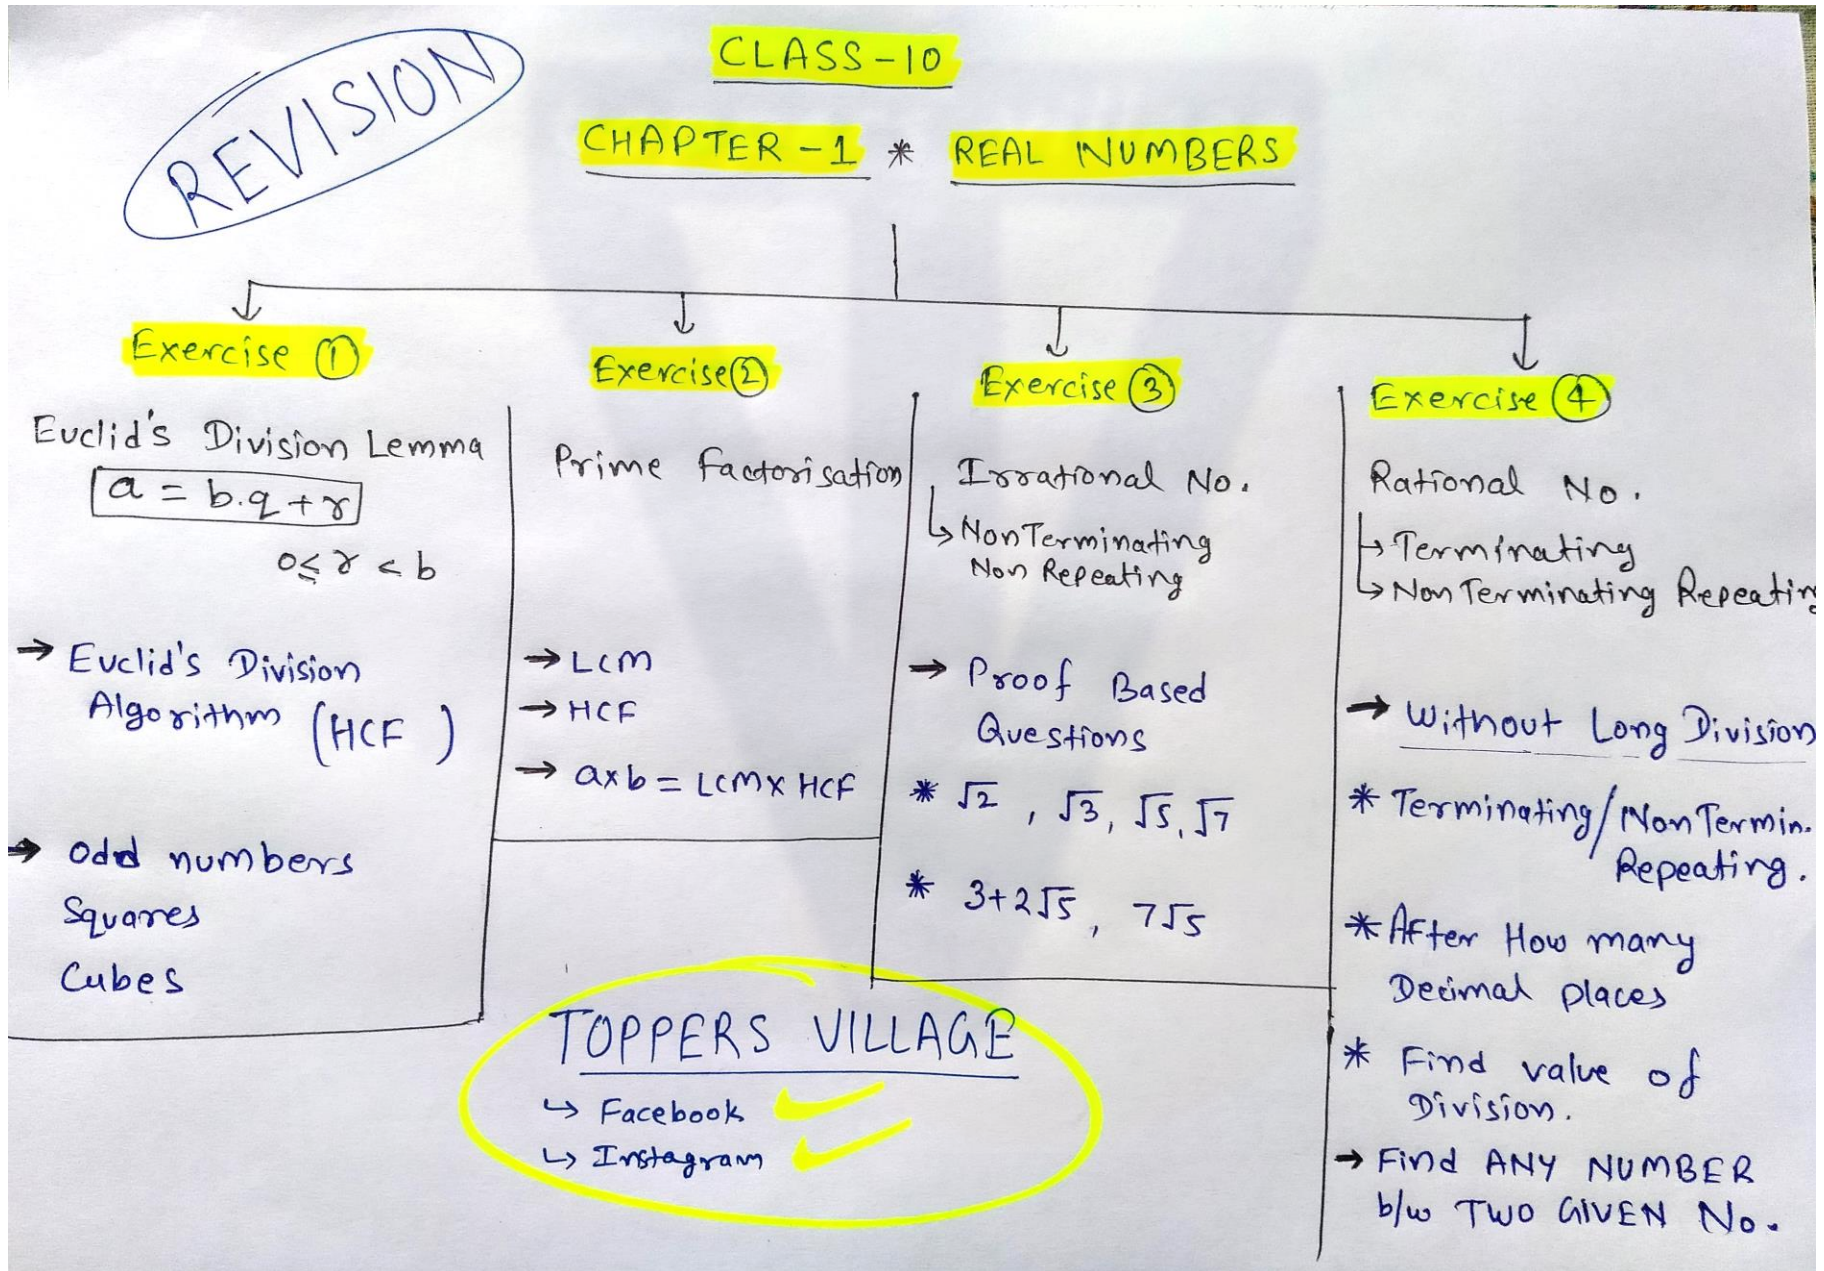 REVISION
CLASS-10
CHAPTER-1 * REAL NUMBERS
Exercise ①
Euclid's Division Lemma
a = b.q + r
0≤ r < b
→ Euclid's Division
Algorithm (HCF)
→ Odd numbers
Squares
Cubes
Exercise ②
Prime Factorisation
→ LCM
→ HCF
→ a×b = LCM× HCF
Exercise ③
Irrational No.
↳ Non Terminating
Non Repeating
→ Proof Based
Questions
* √2, √3, √5, √7
* 3+2√5, 7√5
Exercise ④
Rational No.
↳ Terminating
↳ Non Terminating Repeating
→ Without Long Division
* Terminating/Non Termin.
Repeating.
* After How many
Decimal places
* Find value of
Division.
→ Find ANY NUMBER
b/w TWO GIVEN No.
TOPPERS VILLAGE
↳ Facebook
↳ Instagram